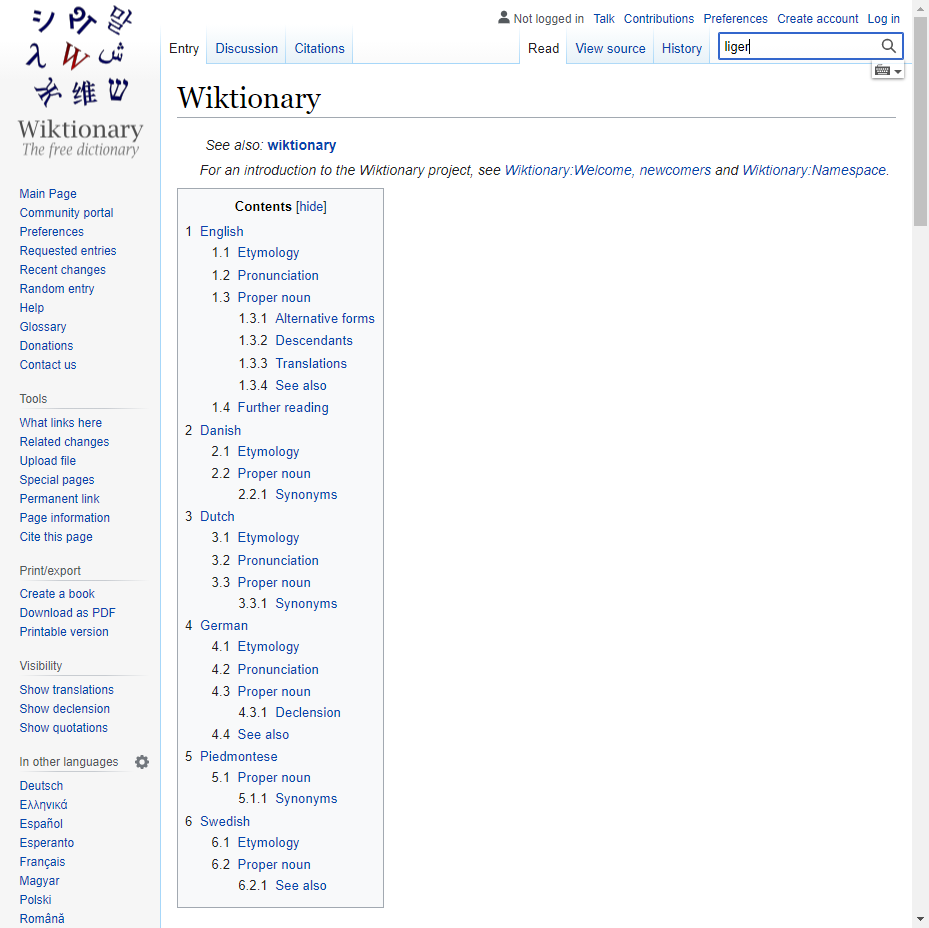 Not logged in Talk Contributions Preferences Create account Log in
Entry Discussion Citations Read View source History liger
Wiktionary
The free dictionary
Main Page
Community portal
Preferences
Requested entries
Recent changes
Random entry
Help
Glossary
Donations
Contact us
Tools
What links here
Related changes
Upload file
Special pages
Permanent link
Page information
Cite this page
Print/export
Create a book
Download as PDF
Printable version
Visibility
Show translations
Show declension
Show quotations
In other languages
Deutsch
Ελληνικά
Español
Esperanto
Français
Magyar
Polski
Română
Wiktionary
See also: wiktionary
For an introduction to the Wiktionary project, see Wiktionary:Welcome, newcomers and Wiktionary:Namespace.
Contents [hide]
1 English
1.1 Etymology
1.2 Pronunciation
1.3 Proper noun
1.3.1 Alternative forms
1.3.2 Descendants
1.3.3 Translations
1.3.4 See also
1.4 Further reading
2 Danish
2.1 Etymology
2.2 Proper noun
2.2.1 Synonyms
3 Dutch
3.1 Etymology
3.2 Pronunciation
3.3 Proper noun
3.3.1 Synonyms
4 German
4.1 Etymology
4.2 Pronunciation
4.3 Proper noun
4.3.1 Declension
4.4 See also
5 Piedmontese
5.1 Proper noun
5.1.1 Synonyms
6 Swedish
6.1 Etymology
6.2 Proper noun
6.2.1 See also